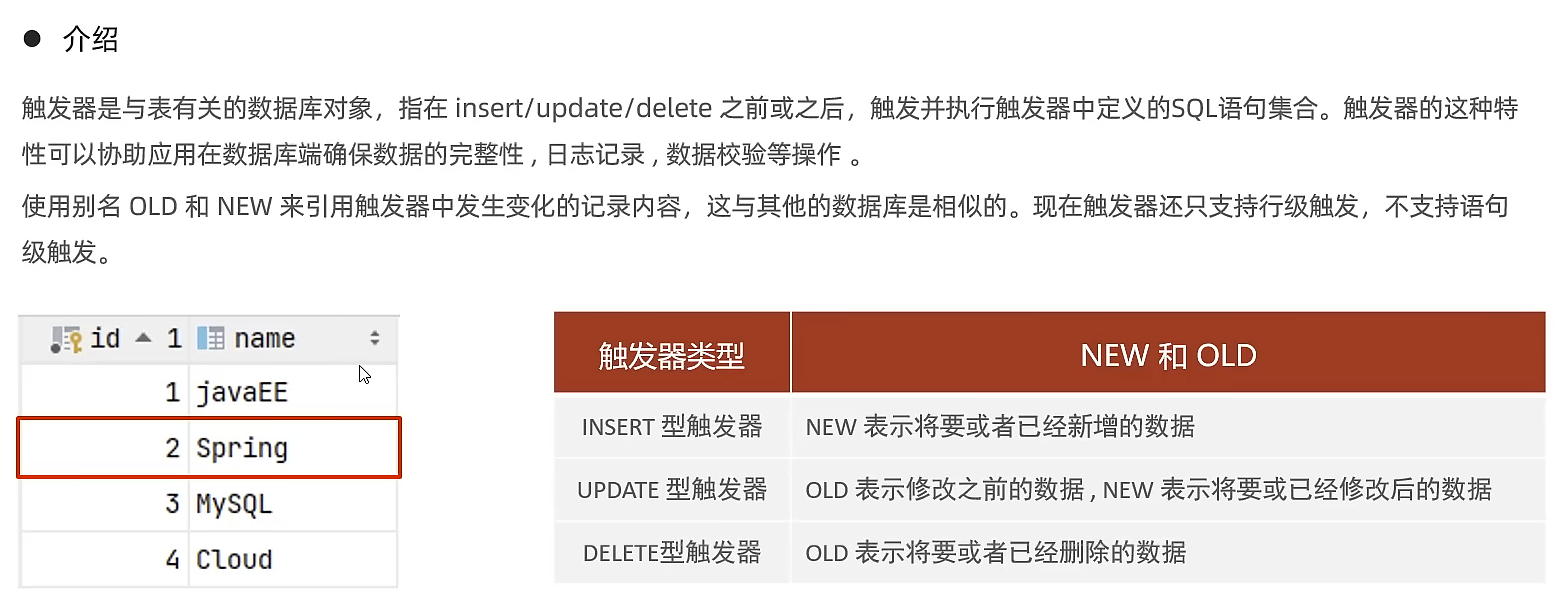 ● 介绍
触发器是与表有关的数据库对象，指在 insert/update/delete 之前或之后，触发并执行触发器中定义的SQL语句集合。触发器的这种特
性可以协助应用在数据库端确保数据的完整性 , 日志记录 , 数据校验等操作 。
使用别名 OLD 和 NEW 来引用触发器中发生变化的记录内容，这与其他的数据库是相似的。现在触发器还只支持行级触发，不支持语句
级触发。
id 1 name
1 javaEE
2 Spring
3 MySQL
4 Cloud
触发器类型 NEW 和 OLD
INSERT 型触发器 NEW 表示将要或者已经新增的数据
UPDATE 型触发器 OLD 表示修改之前的数据 , NEW 表示将要或已经修改后的数据
DELETE型触发器 OLD 表示将要或者已经删除的数据